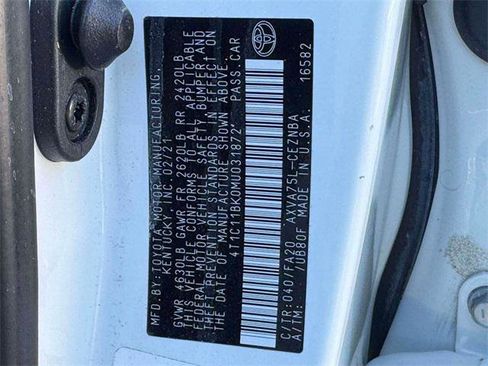 MFD.BY:TOYOTA MOTOR MANUFACTURING,
KENTUCKY, INC. 02/21
GVWR 4630LB GAWR FR 2620LB RR 2420LB
THIS VEHICLE CONFORMS TO ALL APPLICABLE
FEDERAL MOTOR VEHICLE SAFETY, BUMPER AND
THEFT PREVENTION STANDARDS IN EFFECT ON
THE DATE OF MANUFACTURE SHOWN ABOVE.
4T1C11BK0MU031872 PASS.CAR
C/TR:040/FA20 AXVA75L-CEZNBA
A/TM: /UB80F MADE IN U.S.A. 16582